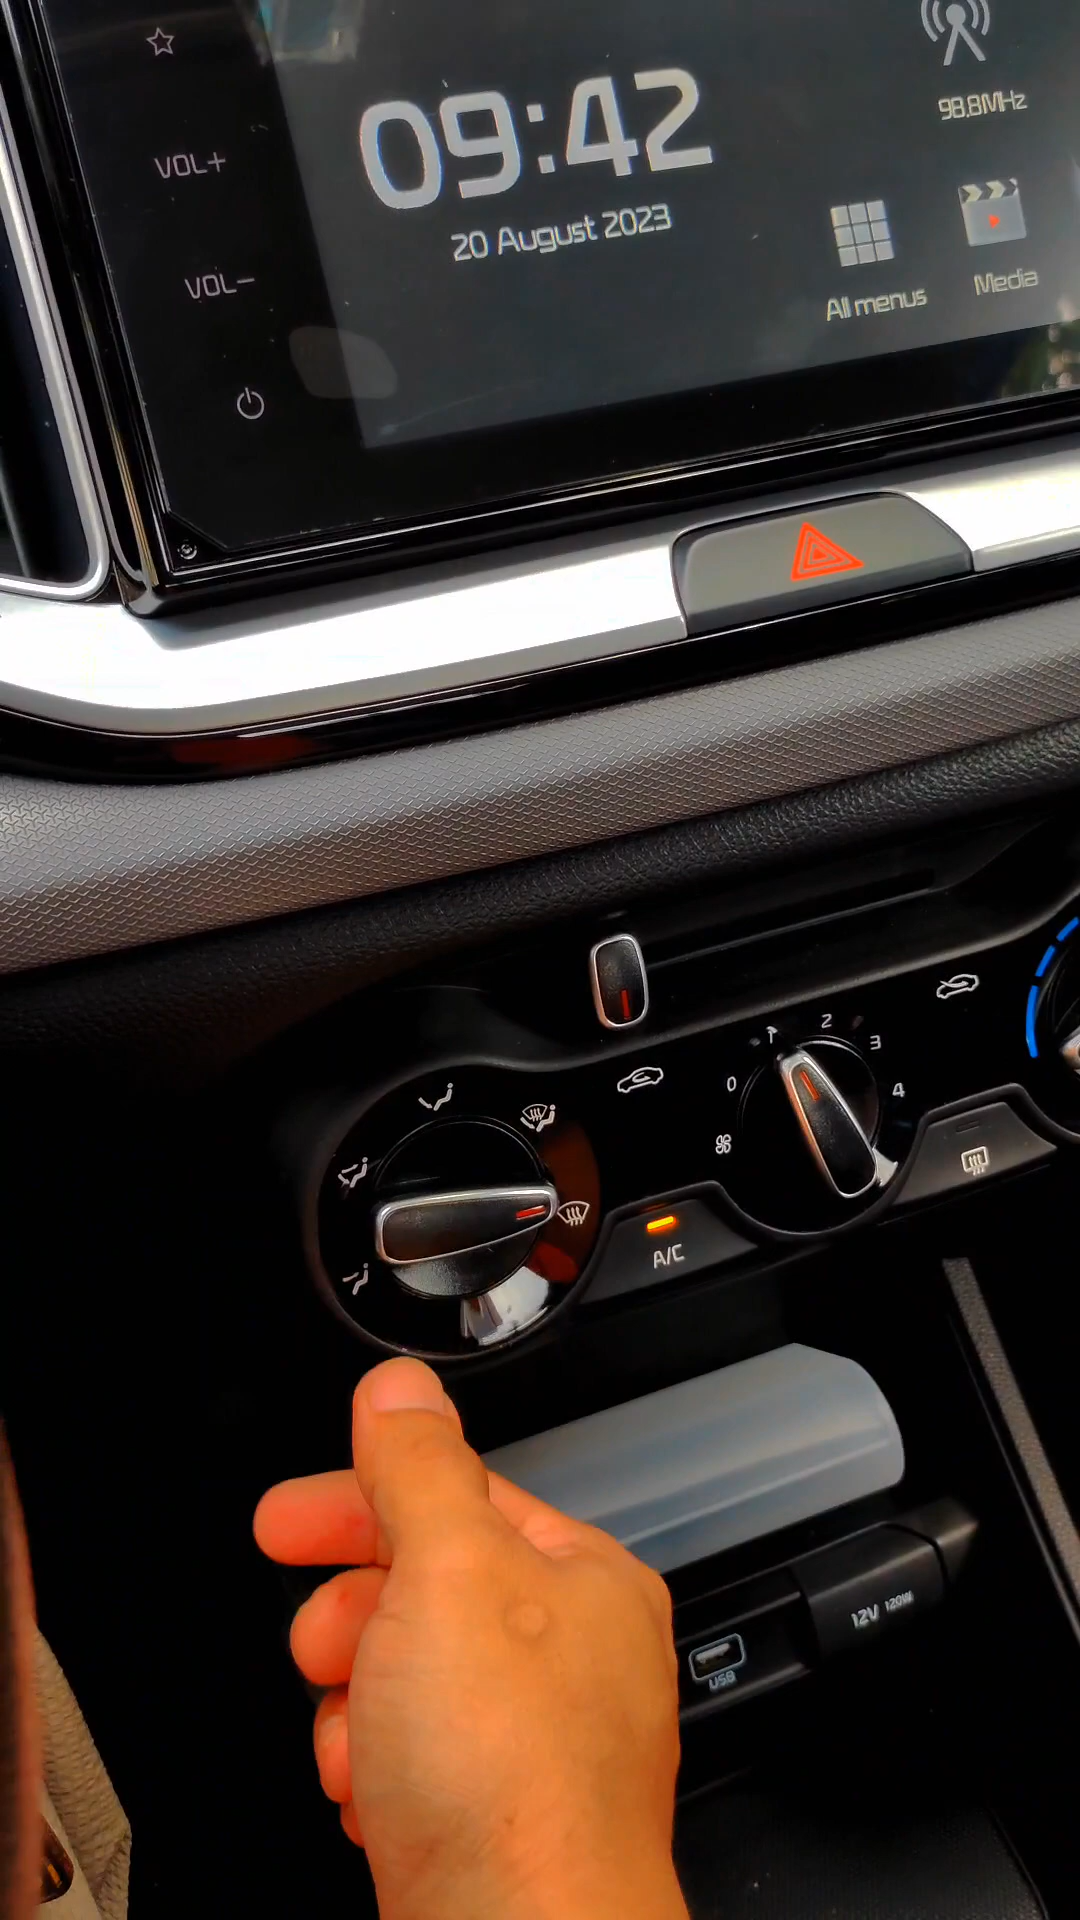 98.8MHz
09:42
VOL+
20 August 2023
VOL−
All menus
Media
0
1
2
3
4
A/C
12V 120W
USB